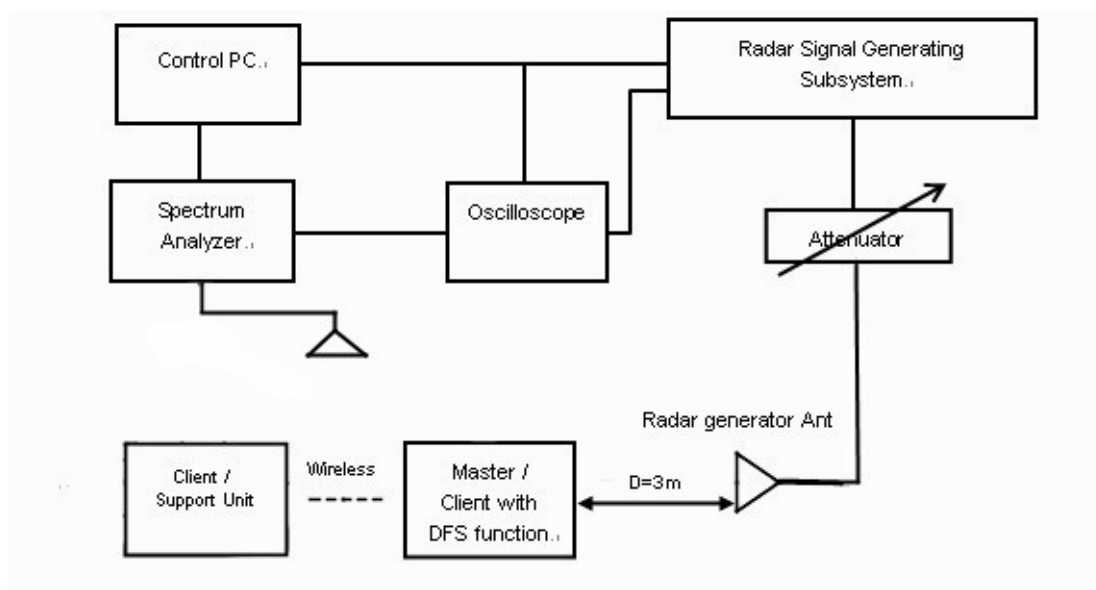 Control PC.
Radar Signal Generating
Subsystem.
Spectrum
Analyzer.
Oscilloscope
Attenuator
Radar generator Ant
Client /
Support Unit
Wireless
Master /
Client with
DFS function.
D=3m